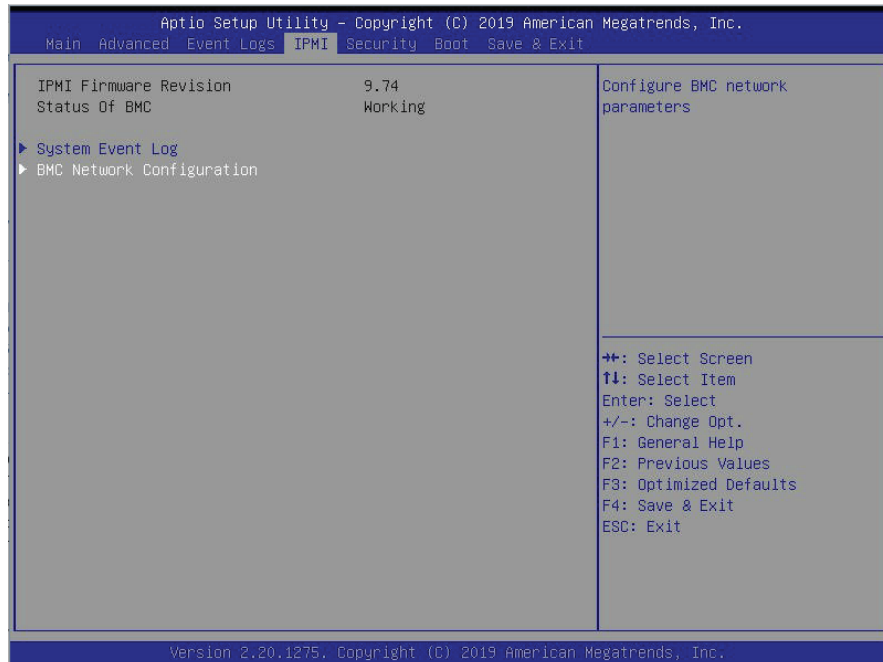 Aptio Setup Utility – Copyright (C) 2019 American Megatrends, Inc.
Main Advanced Event Logs IPMI Security Boot Save & Exit
IPMI Firmware Revision 9.74
Status Of BMC Working
System Event Log
BMC Network Configuration
Configure BMC network
parameters
→←: Select Screen
↑↓: Select Item
Enter: Select
+/-: Change Opt.
F1: General Help
F2: Previous Values
F3: Optimized Defaults
F4: Save & Exit
ESC: Exit
Version 2.20.1275. Copyright (C) 2019 American Megatrends, Inc.